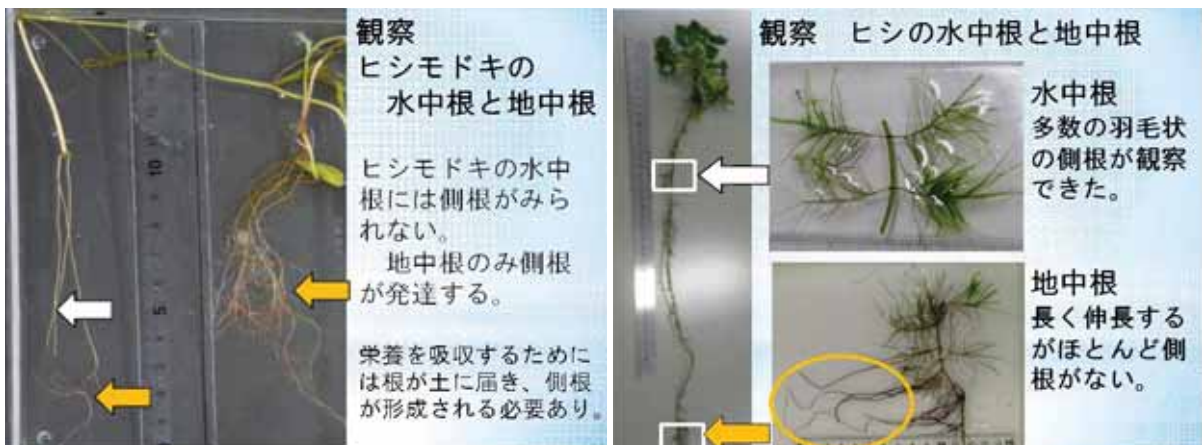 観察
ヒシモドキの
水中根と地中根
ヒシモドキの水中
根には側根がみら
れない。
地中根のみ側根
が発達する。
栄養を吸収するために
は根が土に届き、側根
が形成される必要あり。
10
5
観察　ヒシの水中根と地中根
水中根
多数の羽毛状
の側根が観察
できた。
地中根
長く伸長する
がほとんど側
根がない。